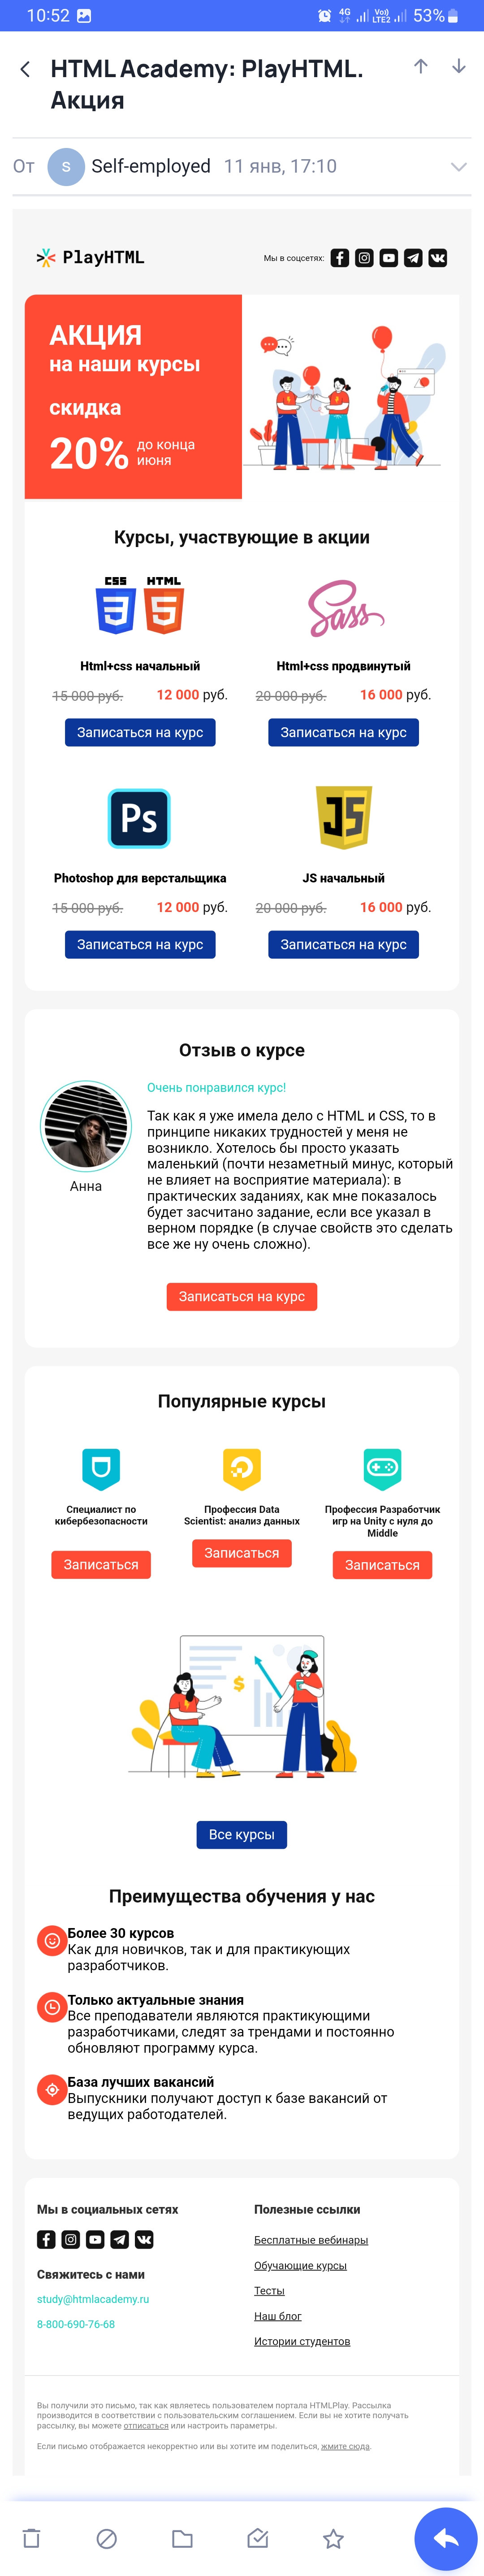 10:52
4G Vo)) LTE2 53%
HTML Academy: PlayHTML.
Акция
От S Self-employed 11 янв, 17:10
PlayHTML
Мы в соцсетях:
АКЦИЯ
на наши курсы
скидка
20% до конца
июня
Курсы, участвующие в акции
CSS HTML
3 5
Sass
Html+css начальный
Html+css продвинутый
15 000 руб. 12 000 руб.
20 000 руб. 16 000 руб.
Записаться на курс
Записаться на курс
Ps
JS
Photoshop для верстальщика
JS начальный
15 000 руб. 12 000 руб.
20 000 руб. 16 000 руб.
Записаться на курс
Записаться на курс
Отзыв о курсе
Анна
Очень понравился курс!
Так как я уже имела дело с HTML и CSS, то в
принципе никаких трудностей у меня не
возникло. Хотелось бы просто указать
маленький (почти незаметный минус, который
не влияет на восприятие материала): в
практических заданиях, как мне показалось
будет засчитано задание, если все указал в
верном порядке (в случае свойств это сделать
все же ну очень сложно).
Записаться на курс
Популярные курсы
Специалист по
кибербезопасности
Записаться
Профессия Data
Scientist: анализ данных
Записаться
Профессия Разработчик
игр на Unity с нуля до
Middle
Записаться
$
Все курсы
Преимущества обучения у нас
Более 30 курсов
Как для новичков, так и для практикующих
разработчиков.
Только актуальные знания
Все преподаватели являются практикующими
разработчиками, следят за трендами и постоянно
обновляют программу курса.
База лучших вакансий
Выпускники получают доступ к базе вакансий от
ведущих работодателей.
Мы в социальных сетях
Свяжитесь с нами
study@htmlacademy.ru
8-800-690-76-68
Полезные ссылки
Бесплатные вебинары
Обучающие курсы
Тесты
Наш блог
Истории студентов
Вы получили это письмо, так как являетесь пользователем портала HTMLPlay. Рассылка
производится в соответствии с пользовательским соглашением. Если вы не хотите получать
рассылку, вы можете отписаться или настроить параметры.
Если письмо отображается некорректно или вы хотите им поделиться, жмите сюда.